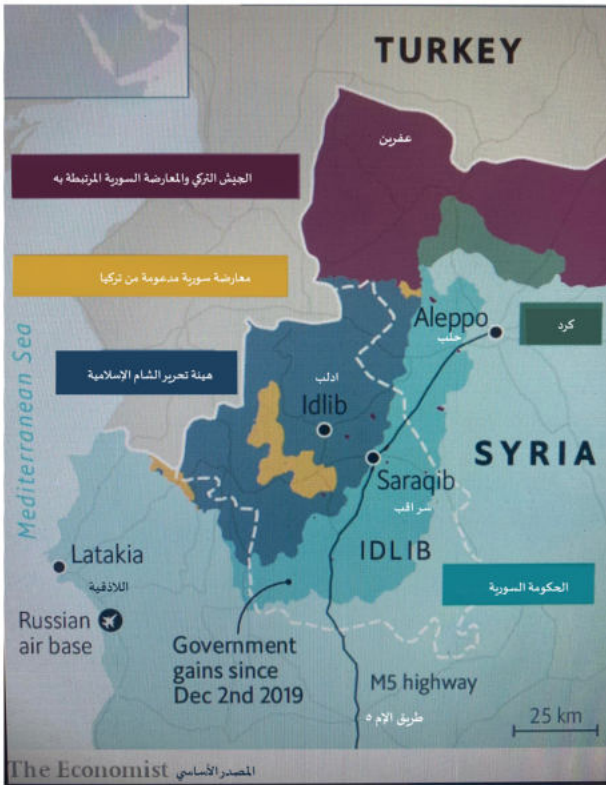 TURKEY
عفرين
الجيش التركي والمعارضة السورية المرتبطة به
معارضة سورية مدعومة من تركيا
Mediterranean Sea
Aleppo
حلب
كرد
هيئة تحرير الشام الإسلامية
ادلب
Idlib
SYRIA
Saraqib
سراقب
IDLIB
Latakia
اللاذقية
الحكومة السورية
Russian
air base
Government
gains since
Dec 2nd 2019
M5 highway
طريق الإم ٥
25 km
The Economist المصدر الأساسي